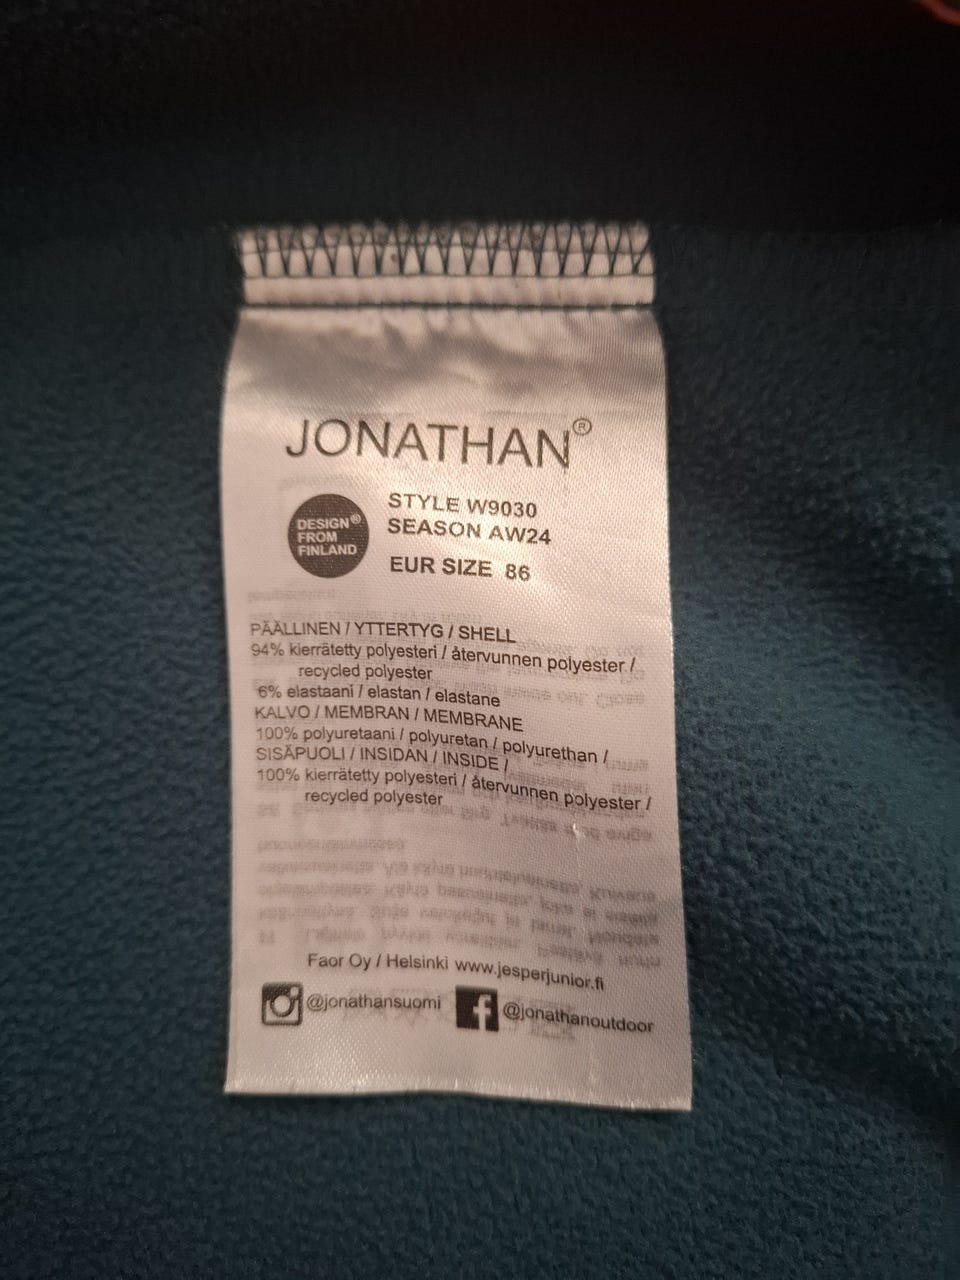 JONATHAN®
DESIGN®
FROM
FINLAND
STYLE W9030
SEASON AW24
EUR SIZE 86
PÄÄLLINEN / YTTERTYG / SHELL
94% kierrätetty polyesteri / återvunnen polyester /
recycled polyester
6% elastaani / elastan / elastane
KALVO / MEMBRAN / MEMBRANE
100% polyuretaani / polyuretan / polyurethan /
SISÄPUOLI / INSIDAN / INSIDE /
100% kierrätetty polyesteri / återvunnen polyester /
recycled polyester
Faor Oy / Helsinki www.jesperjunior.fi
@jonathansuomi
@jonathanoutdoor